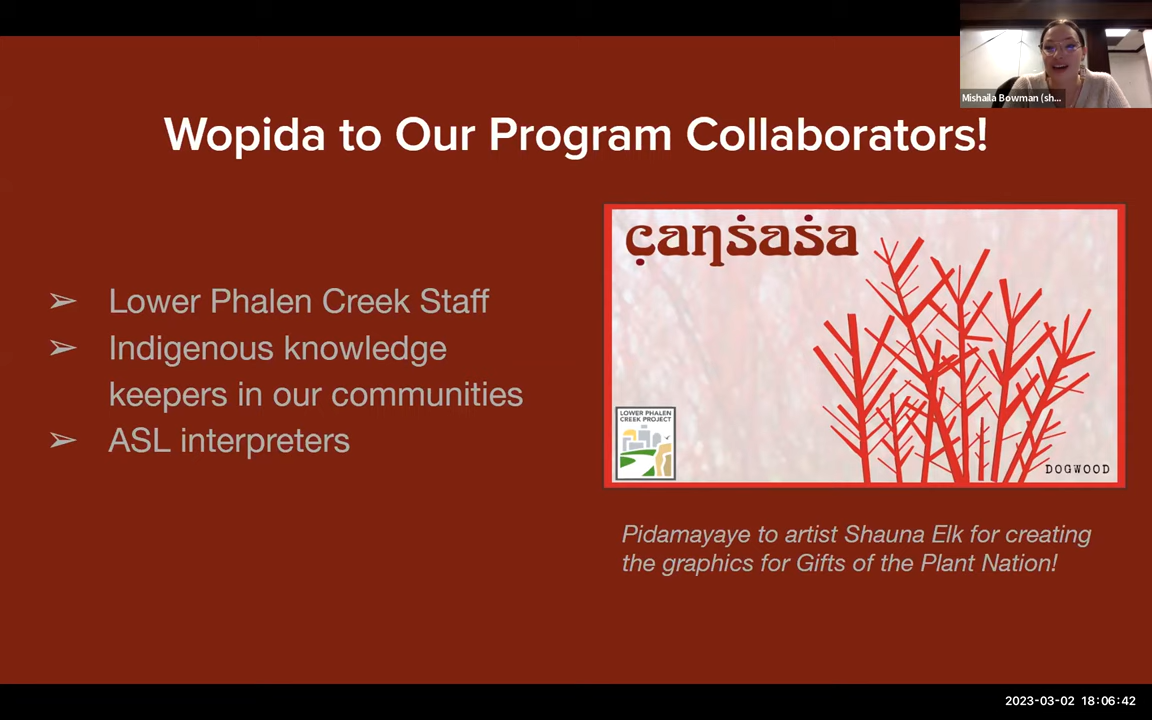 Mishaila Bowman (sh...
Wopida to Our Program Collaborators!
c̣aƞṡaṡa
➢ Lower Phalen Creek Staff
➢ Indigenous knowledge
keepers in our communities
➢ ASL interpreters
LOWER PHALEN
CREEK PROJECT
DOGWOOD
Pidamayaye to artist Shauna Elk for creating
the graphics for Gifts of the Plant Nation!
2023-03-02 18:06:42